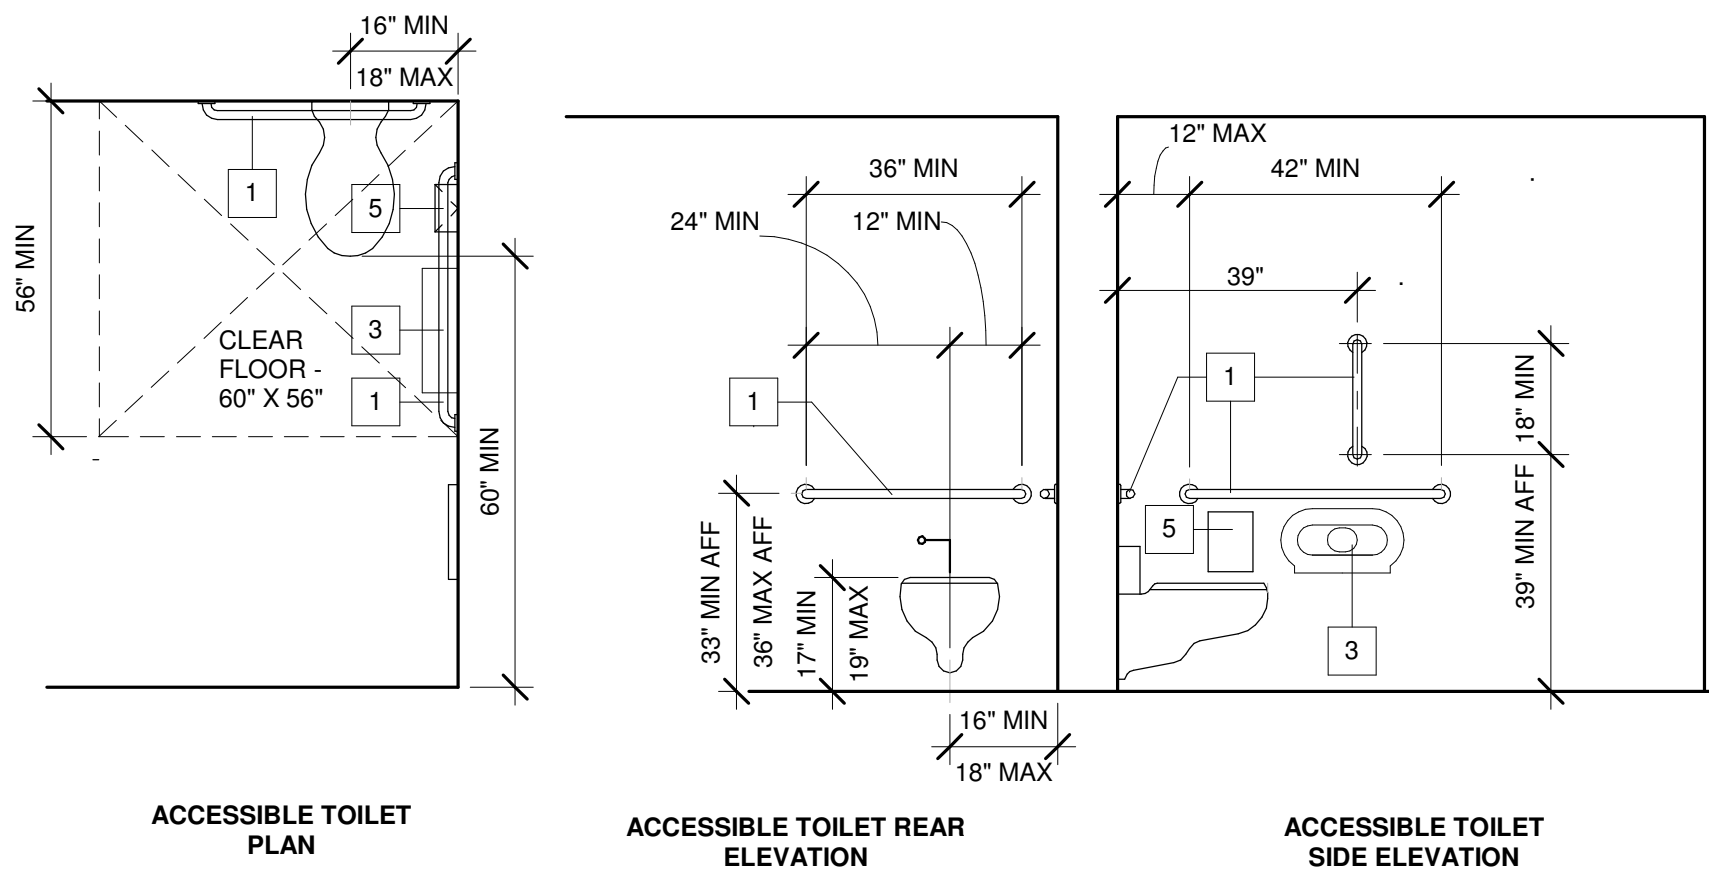 16" MIN
18" MAX
1
5
56" MIN
3
CLEAR
FLOOR -
60" X 56"
1
60" MIN
ACCESSIBLE TOILET
PLAN
36" MIN
24" MIN
12" MIN
1
33" MIN AFF
36" MAX AFF
17" MIN
19" MAX
16" MIN
18" MAX
ACCESSIBLE TOILET REAR
ELEVATION
12" MAX
42" MIN
39"
1
18" MIN
5
39" MIN AFF
3
ACCESSIBLE TOILET
SIDE ELEVATION